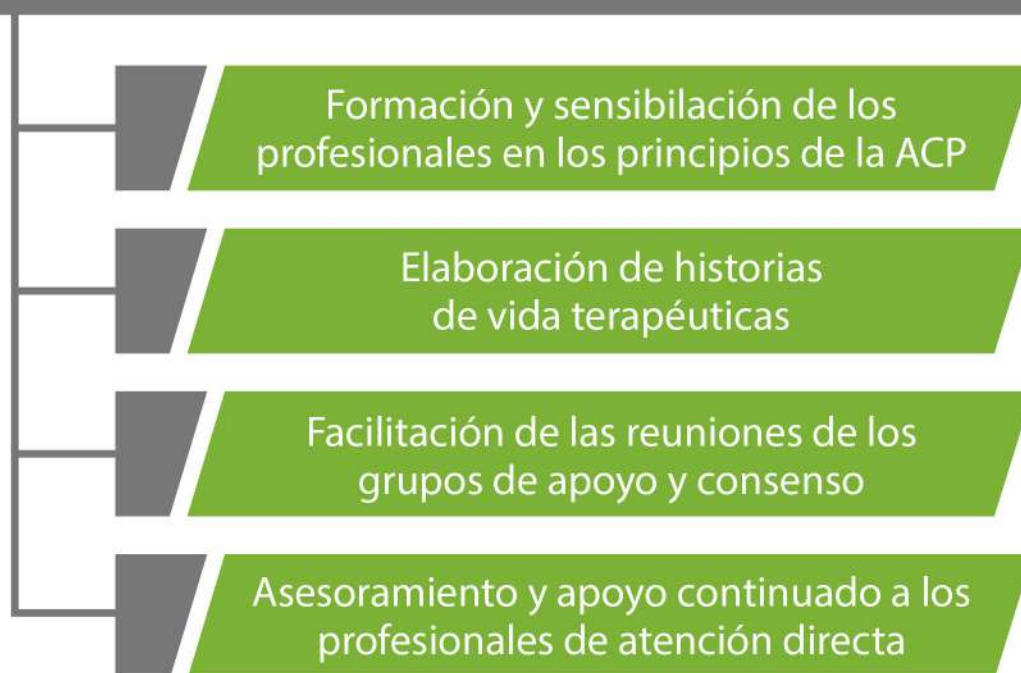 Formación y sensibilación de los
profesionales en los principios de la ACP
Elaboración de historias
de vida terapéuticas
Facilitación de las reuniones de los
grupos de apoyo y consenso
Asesoramiento y apoyo continuado a los
profesionales de atención directa